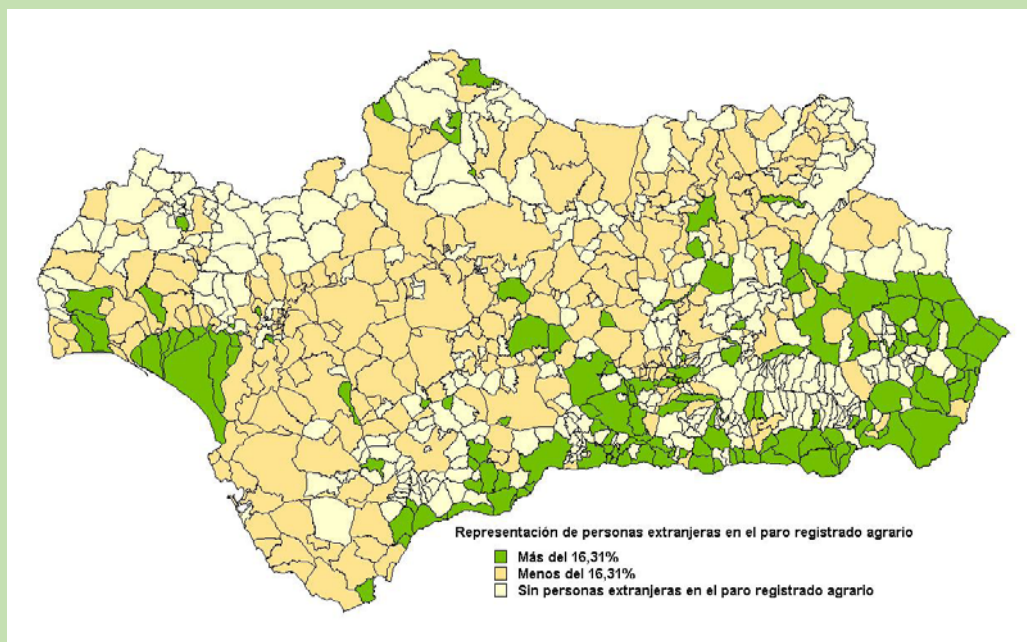 Representación de personas extranjeras en el paro registrado agrario
Más del 16,31%
Menos del 16,31%
Sin personas extranjeras en el paro registrado agrario